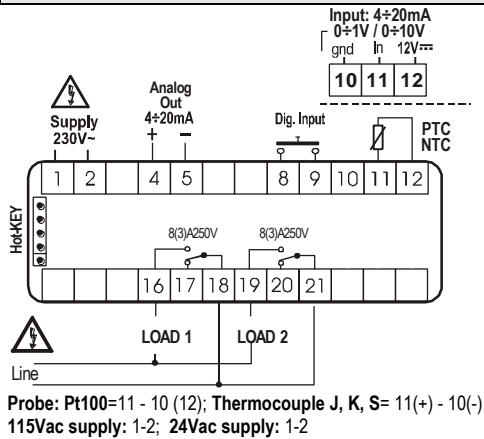 Input: 4÷20mA
0÷1V / 0÷10V
gnd In 12V⎓
10 11 12
Supply
230V~
Analog
Out
4÷20mA
+ −
Dig. Input
PTC
NTC
1 2 4 5 8 9 10 11 12
Hot-KEY
8(3)A250V 8(3)A250V
16 17 18 19 20 21
LOAD 1 LOAD 2
Line
Probe: Pt100=11 - 10 (12); Thermocouple J, K, S= 11(+) - 10(-)
115Vac supply: 1-2; 24Vac supply: 1-2